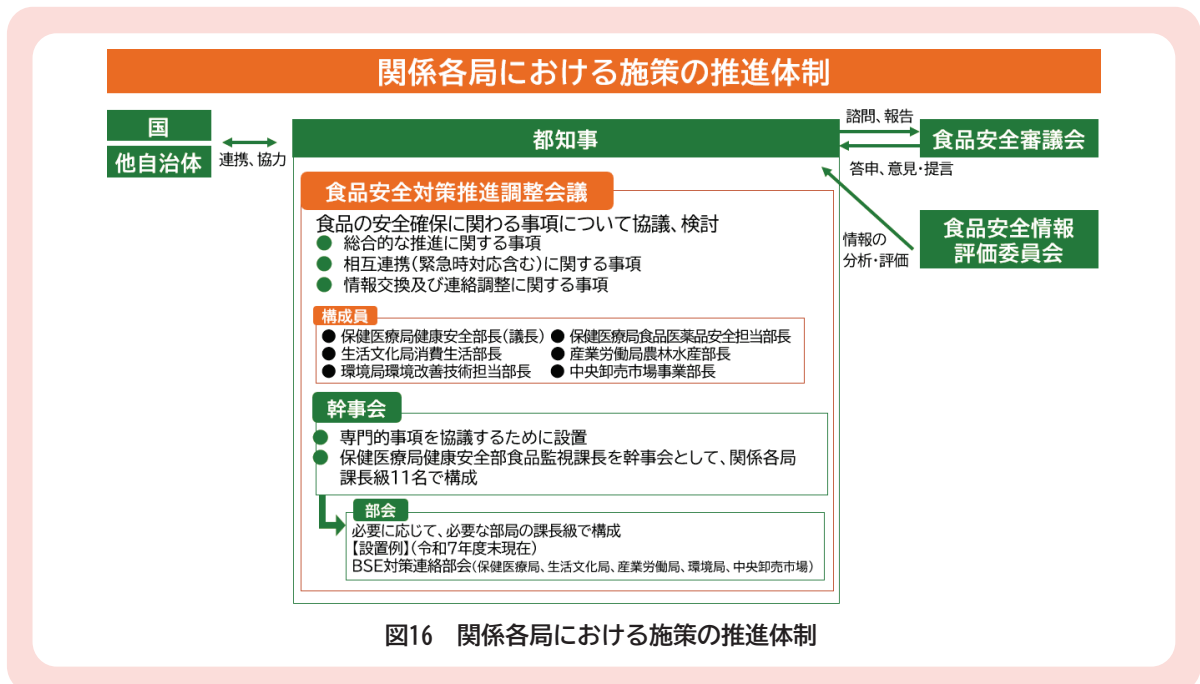 関係各局における施策の推進体制
国
他自治体
連携、協力
都知事
諮問、報告
食品安全審議会
答申、意見・提言
食品安全情報
評価委員会
情報の
分析・評価
食品安全対策推進調整会議
食品の安全確保に関わる事項について協議、検討
● 総合的な推進に関する事項
● 相互連携(緊急時対応含む)に関する事項
● 情報交換及び連絡調整に関する事項
構成員
● 保健医療局健康安全部長(議長) ● 保健医療局食品医薬品安全担当部長
● 生活文化局消費生活部長 ● 産業労働局農林水産部長
● 環境局環境改善技術担当部長 ● 中央卸売市場事業部長
幹事会
● 専門的事項を協議するために設置
● 保健医療局健康安全部食品監視課長を幹事会として、関係各局
課長級11名で構成
部会
必要に応じて、必要な部局の課長級で構成
【設置例】(令和7年度末現在)
BSE対策連絡部会(保健医療局、生活文化局、産業労働局、環境局、中央卸売市場)
図16 関係各局における施策の推進体制